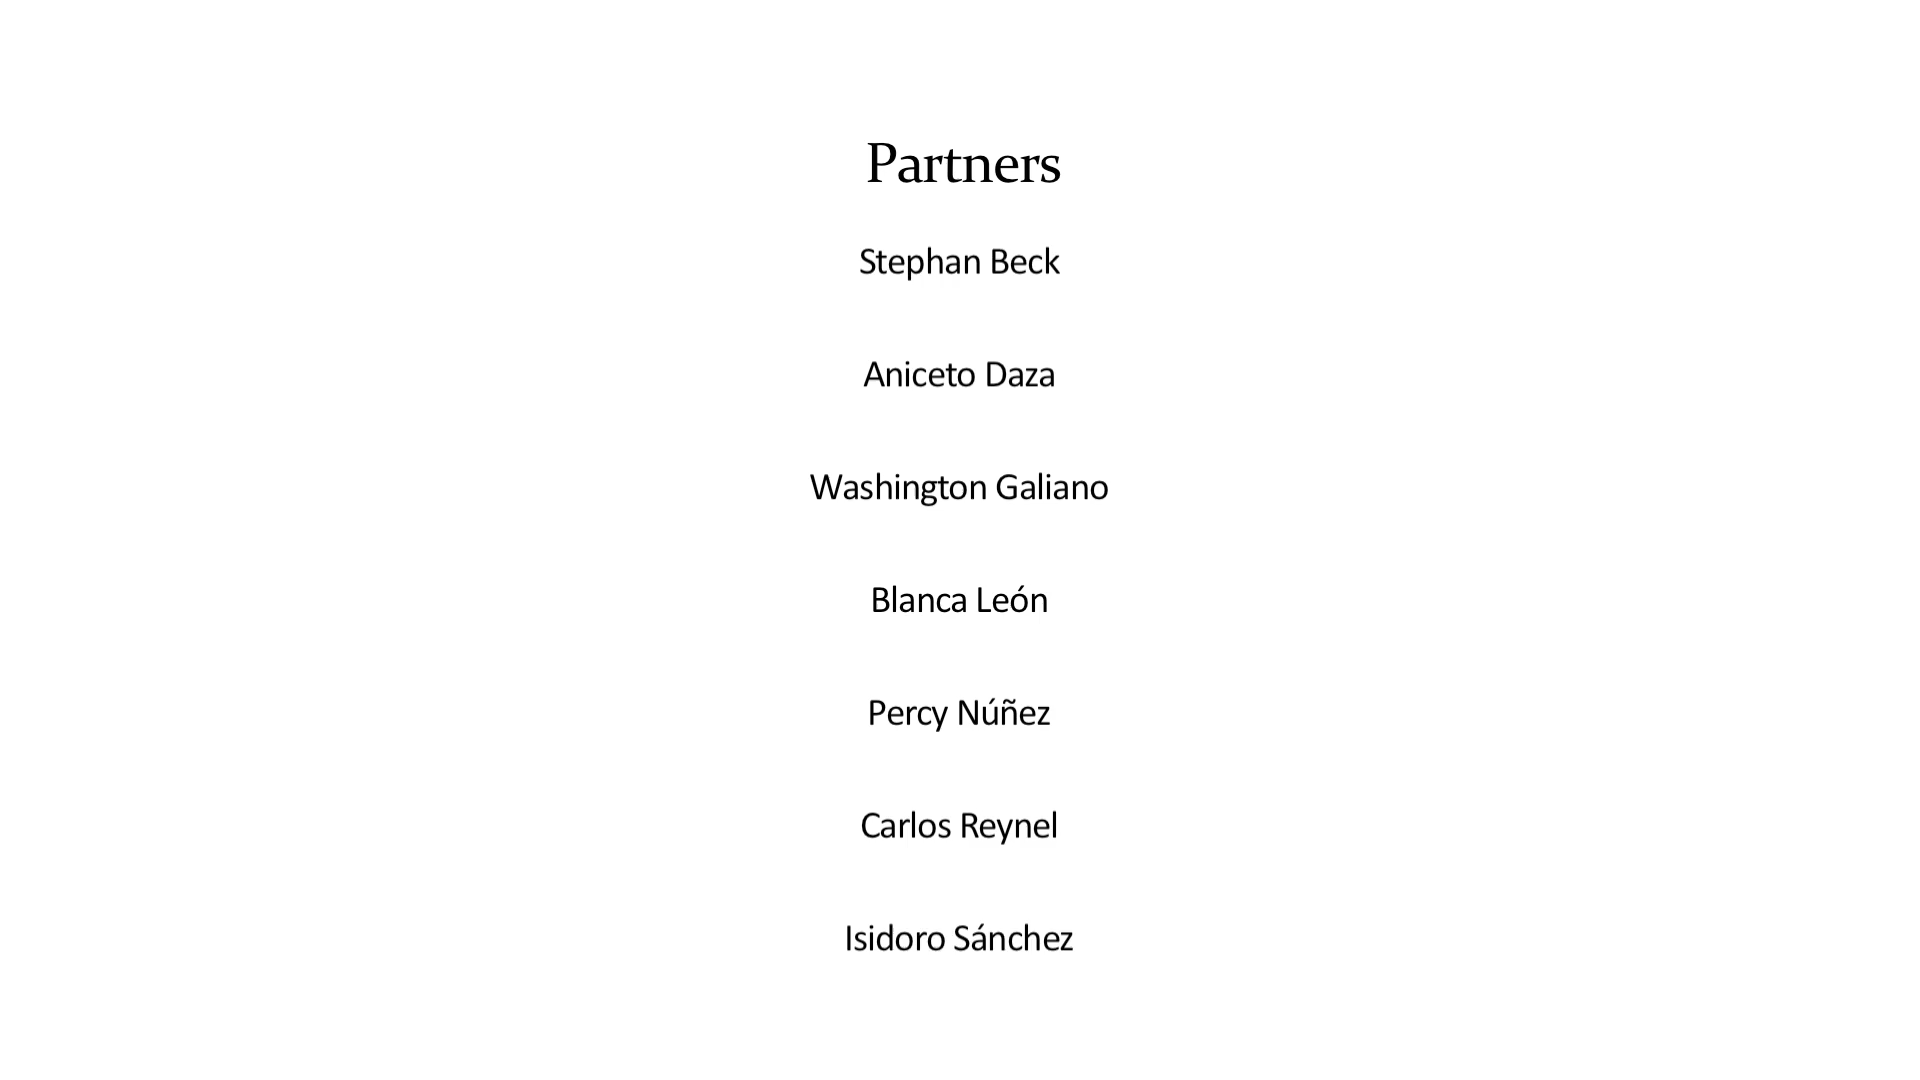 Partners
Stephan Beck
Aniceto Daza
Washington Galiano
Blanca León
Percy Núñez
Carlos Reynel
Isidoro Sánchez